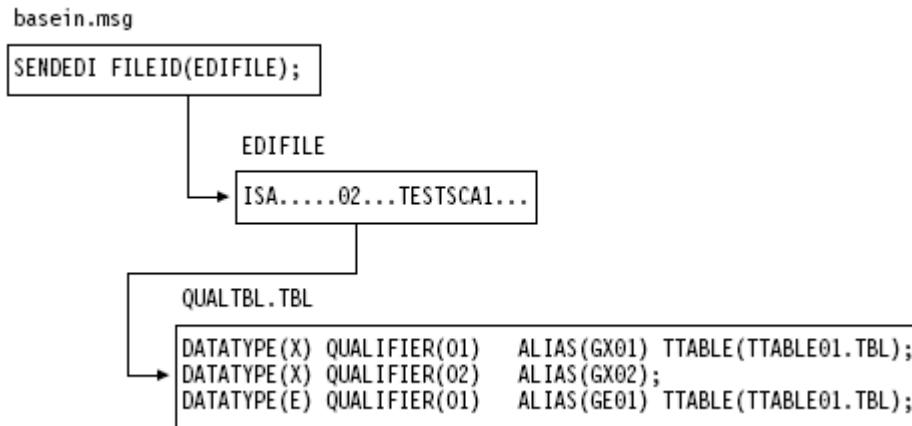 basein.msg
SENDEDI FILEID(EDIFILE);
EDIFILE
ISA.....02...TESTSCA1...
QUALTBL.TBL
DATATYPE(X) QUALIFIER(01) ALIAS(GX01) TTABLE(TTABLE01.TBL);
DATATYPE(X) QUALIFIER(02) ALIAS(GX02);
DATATYPE(E) QUALIFIER(01) ALIAS(GE01) TTABLE(TTABLE01.TBL);